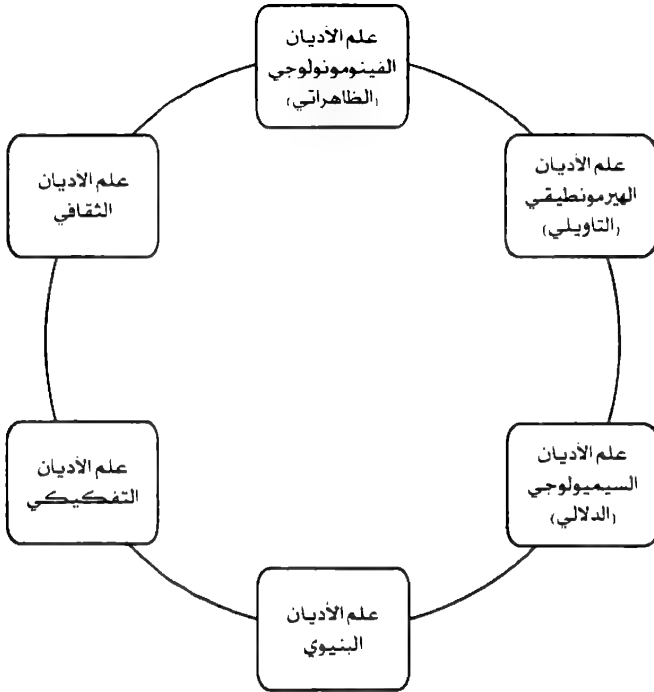 علم الأديان
الفينومونولوجي
(الظاهراتي)
علم الأديان
الهيرمونطيقي
(التاويلي)
علم الأديان
السيميولوجي
(الدلالي)
علم الأديان
البنيوي
علم الأديان
التفكيكي
علم الأديان
الثقافي